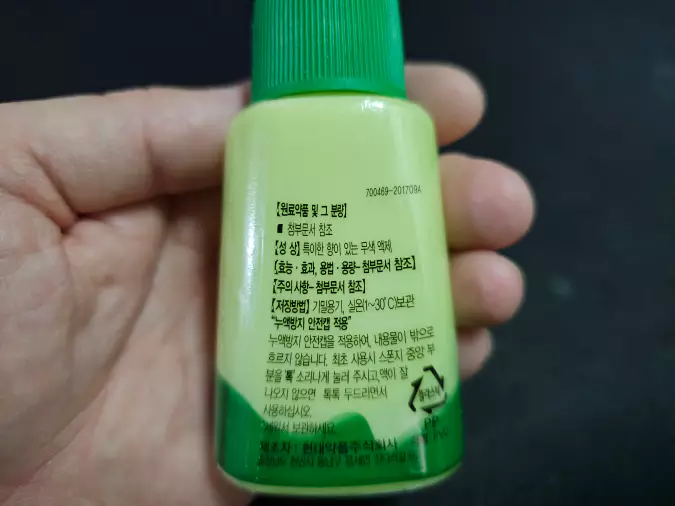 700469-201709A
【원료약품 및 그 분량】
■ 첨부문서 참조
【성 상】 특이한 향이 있는 무색 액제
【효능·효과, 용법·용량- 첨부문서 참조】
【주의 사항- 첨부문서 참조】
【저장방법】 기밀용기, 실온(1~30℃)보관
"누액방지 안전캡 적용"
누액방지 안전캡을 적용하여, 내용물이 밖으로
흐르지 않습니다. 최초 사용시 스폰지 중앙 부
분을 '톡' 소리나게 눌러 주시고, 액이 잘
나오지 않으면 톡톡 두드리면서
사용하십시오.
보관하세요.
제조자 : 현대약품주식회사
플라스틱
PP